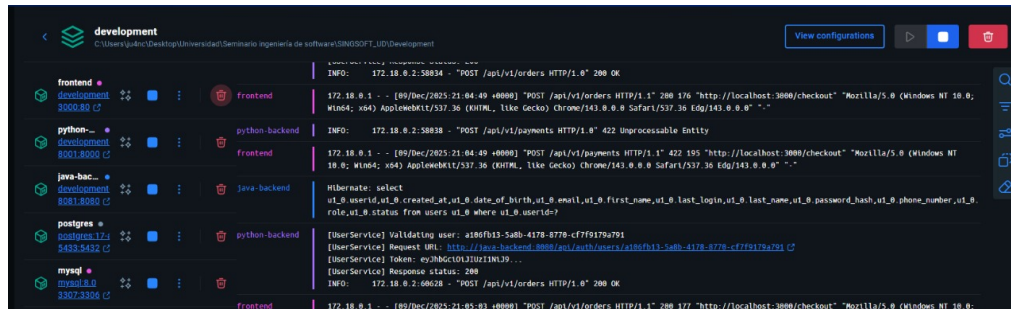 development
C:\Users\ju4nc\Desktop\Universidad\Seminario ingeniería de software\SINGSOFT_UD\Development
View configurations
frontend
development
3000:80
python-...
development
8001:8000
java-bac...
development
8081:8080
postgres
postgres:17-
5433:5432
mysql
mysql:8.0
3307:3306
[UserService] Response status: 200
INFO: 172.18.0.2:58034 - "POST /api/v1/orders HTTP/1.0" 200 OK
frontend
172.18.0.1 - - [09/Dec/2025:21:04:49 +0000] "POST /api/v1/orders HTTP/1.1" 200 176 "http://localhost:3000/checkout" "Mozilla/5.0 (Windows NT 10.0;
Win64; x64) AppleWebKit/537.36 (KHTML, like Gecko) Chrome/143.0.0.0 Safari/537.36 Edg/143.0.0.0" "-"
python-backend
INFO: 172.18.0.2:58038 - "POST /api/v1/payments HTTP/1.0" 422 Unprocessable Entity
frontend
172.18.0.1 - - [09/Dec/2025:21:04:49 +0000] "POST /api/v1/payments HTTP/1.1" 422 195 "http://localhost:3000/checkout" "Mozilla/5.0 (Windows NT
10.0; Win64; x64) AppleWebKit/537.36 (KHTML, like Gecko) Chrome/143.0.0.0 Safari/537.36 Edg/143.0.0.0" "-"
java-backend
Hibernate: select
u1_0.userid,u1_0.created_at,u1_0.date_of_birth,u1_0.email,u1_0.first_name,u1_0.last_login,u1_0.last_name,u1_0.password_hash,u1_0.phone_number,u1_0.
role,u1_0.status from users u1_0 where u1_0.userid=?
python-backend
[UserService] Validating user: a106fb13-5a8b-4178-8770-cf7f9179a791
[UserService] Request URL: http://java-backend:8080/api/auth/users/a106fb13-5a8b-4178-8770-cf7f9179a791
[UserService] Token: eyJhbGciOiJIUzI1NiJ9...
[UserService] Response status: 200
INFO: 172.18.0.2:60628 - "POST /api/v1/orders HTTP/1.0" 200 OK
frontend
172.18.0.1 - - [09/Dec/2025:21:05:03 +0000] "POST /api/v1/orders HTTP/1.1" 200 177 "http://localhost:3000/checkout" "Mozilla/5.0 (Windows NT 10.0;